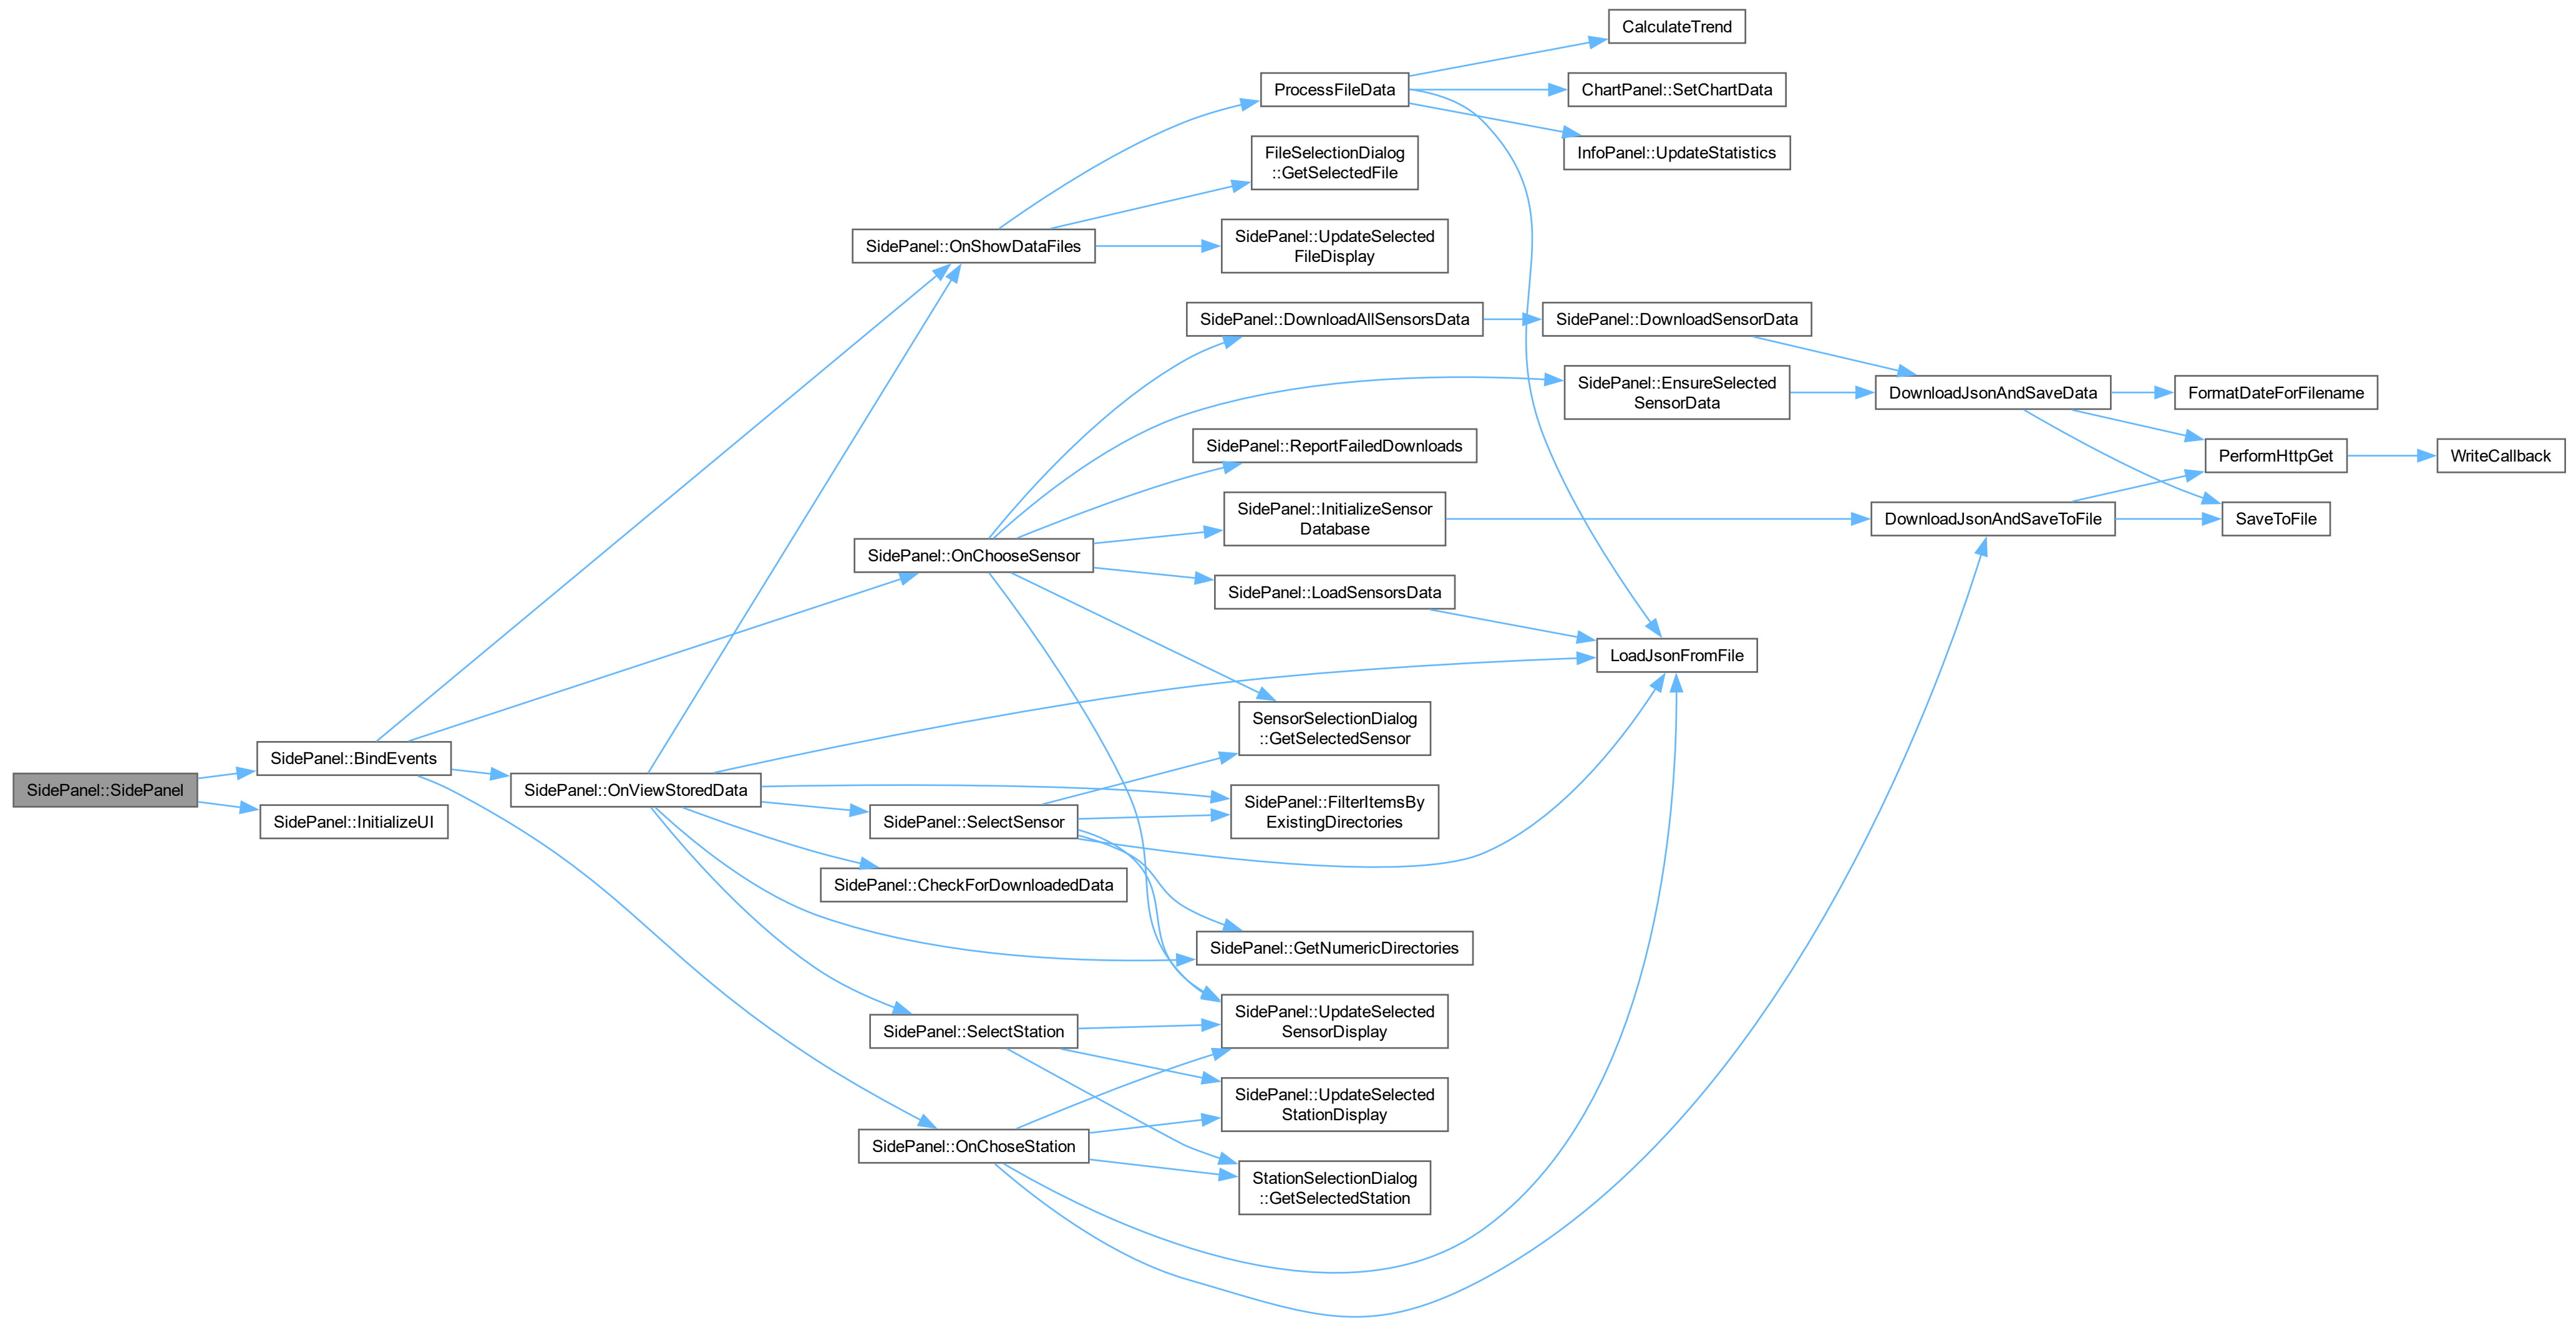 SidePanel::SidePanel
SidePanel::BindEvents
SidePanel::InitializeUI
SidePanel::OnViewStoredData
SidePanel::OnShowDataFiles
SidePanel::OnChooseSensor
SidePanel::SelectSensor
SidePanel::CheckForDownloadedData
SidePanel::SelectStation
SidePanel::OnChoseStation
ProcessFileData
FileSelectionDialog
::GetSelectedFile
SidePanel::UpdateSelected
FileDisplay
SidePanel::DownloadAllSensorsData
SidePanel::ReportFailedDownloads
SidePanel::InitializeSensor
Database
SidePanel::LoadSensorsData
SensorSelectionDialog
::GetSelectedSensor
SidePanel::FilterItemsBy
ExistingDirectories
SidePanel::GetNumericDirectories
SidePanel::UpdateSelected
SensorDisplay
SidePanel::UpdateSelected
StationDisplay
StationSelectionDialog
::GetSelectedStation
CalculateTrend
ChartPanel::SetChartData
InfoPanel::UpdateStatistics
SidePanel::DownloadSensorData
SidePanel::EnsureSelected
SensorData
LoadJsonFromFile
DownloadJsonAndSaveData
DownloadJsonAndSaveToFile
FormatDateForFilename
PerformHttpGet
SaveToFile
WriteCallback